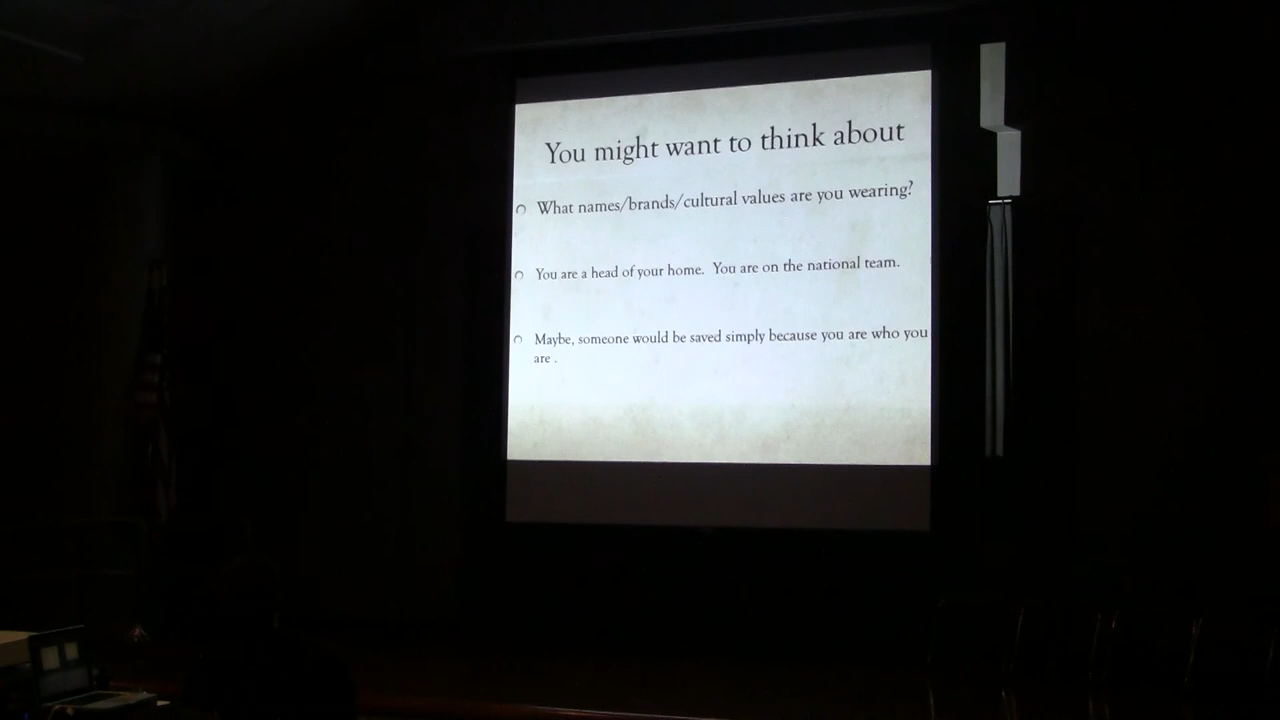 You might want to think about
What names/brands/cultural values are you wearing?
You are a head of your home. You are on the national team.
Maybe, someone would be saved simply because you are who you
are .